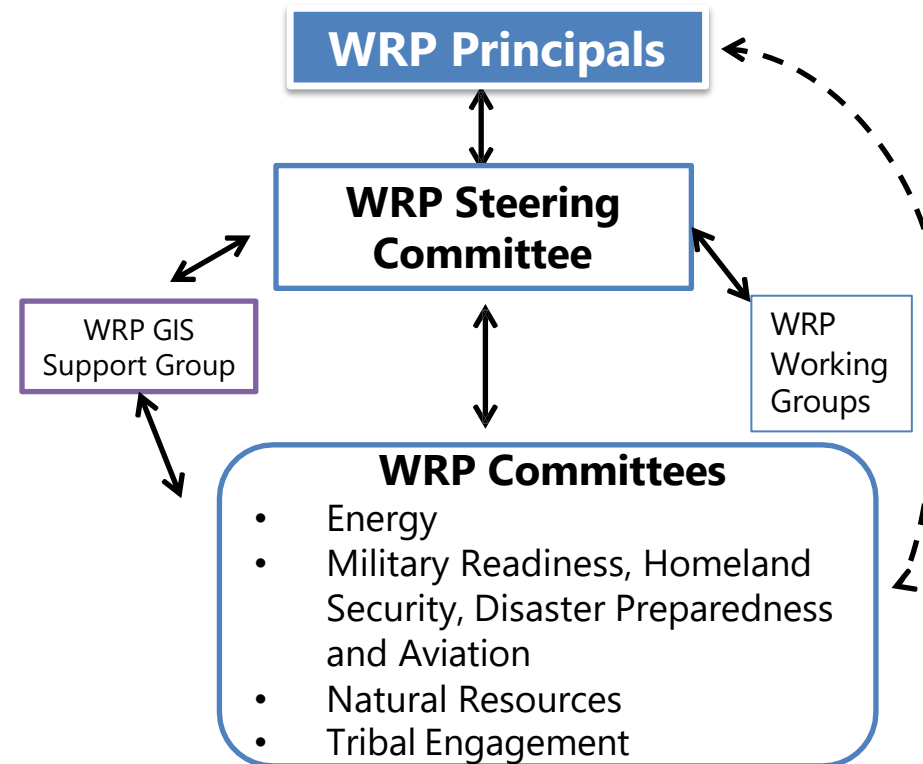 WRP Principals
WRP Steering
Committee
WRP GIS
Support Group
WRP
Working
Groups
WRP Committees
• Energy
• Military Readiness, Homeland
Security, Disaster Preparedness
and Aviation
• Natural Resources
• Tribal Engagement